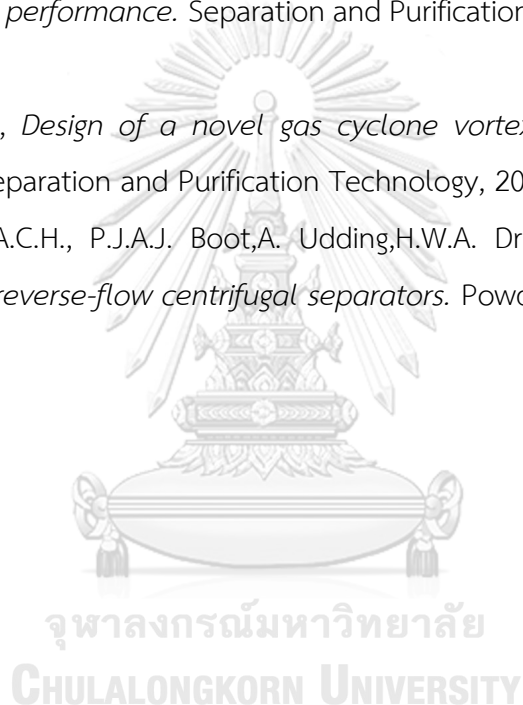 performance. Separation and Purification
, Design of a novel gas cyclone vortex
eparation and Purification Technology, 20
A.C.H., P.J.A.J. Boot,A. Udding,H.W.A. Dr
reverse-flow centrifugal separators. Powd
จุฬาลงกรณ์มหาวิทยาลัย
CHULALONGKORN UNIVERSITY